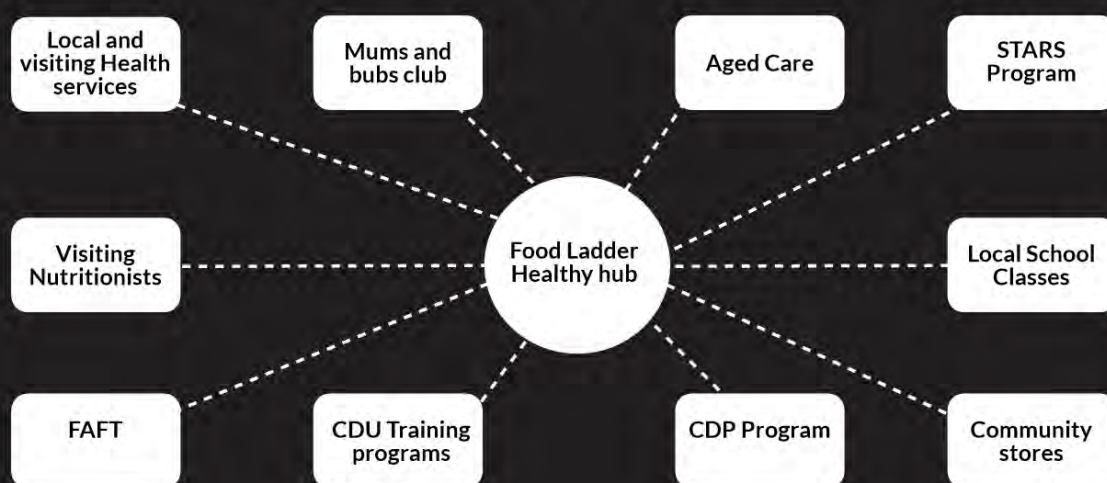 Local and
visiting Health
services
Mums and
bubs club
Aged Care
STARS
Program
Visiting
Nutritionists
Food Ladder
Healthy hub
Local School
Classes
FAFT
CDU Training
programs
CDP Program
Community
stores